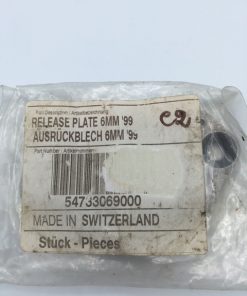 Part Description / Artikelbezeichnung
RELEASE PLATE 6MM '99
AUSRÜCKBLECH 6MM '99
C2
Part Number / Artikelnummer
54733069000
MADE IN SWITZERLAND
Stück - Pieces